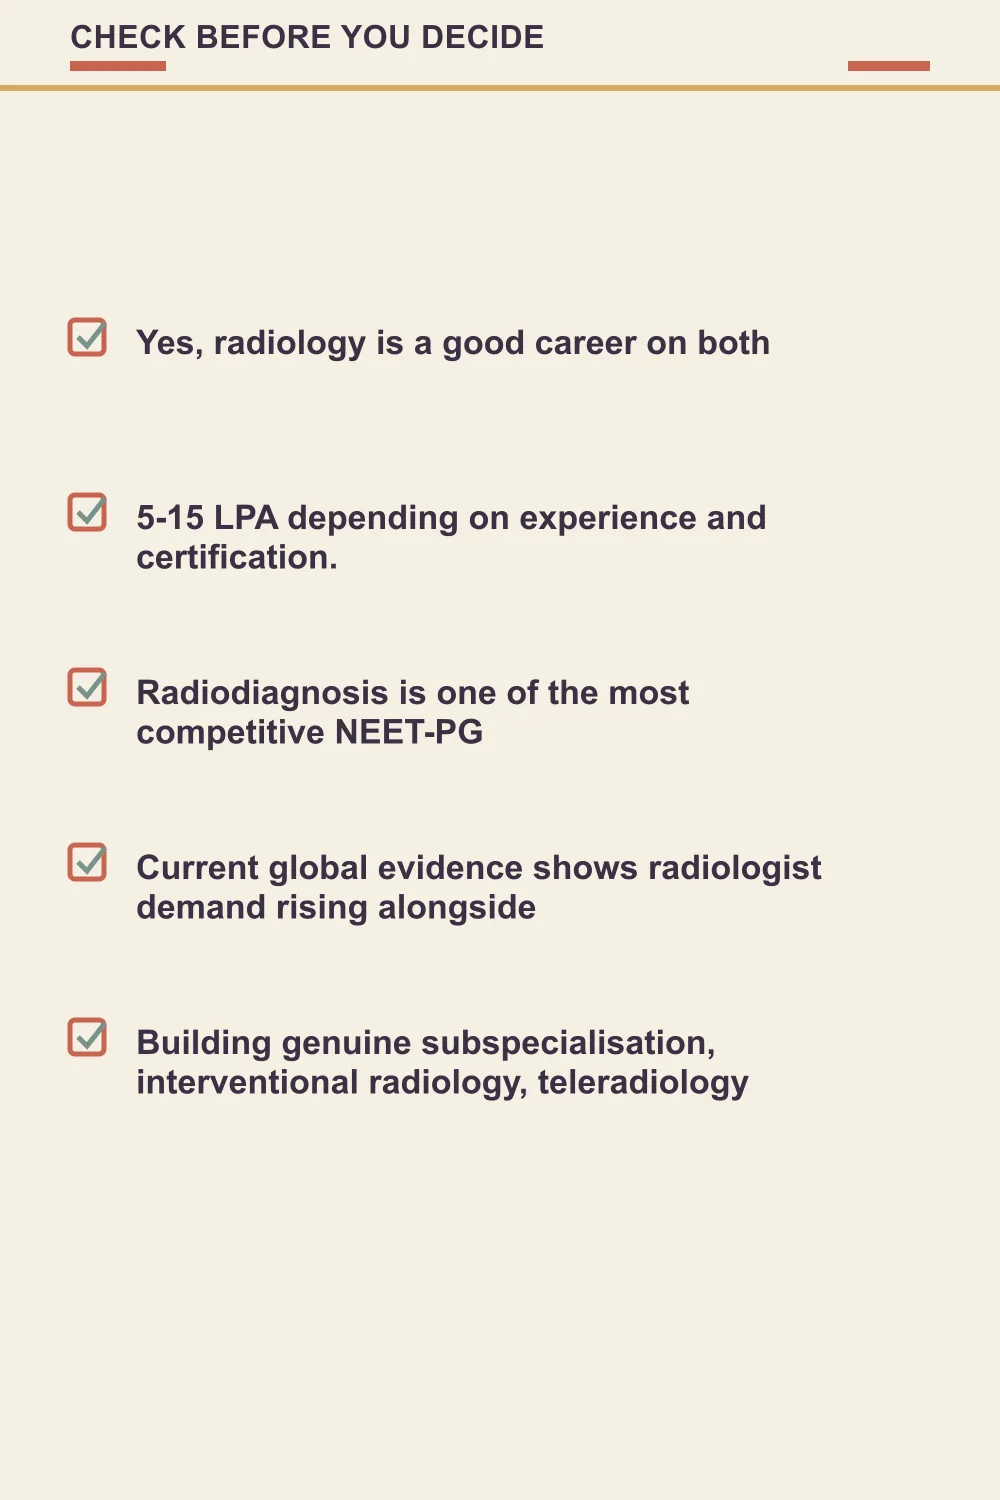 CHECK BEFORE YOU DECIDE
Yes, radiology is a good career on both
5-15 LPA depending on experience and
certification.
Radiodiagnosis is one of the most
competitive NEET-PG
Current global evidence shows radiologist
demand rising alongside
Building genuine subspecialisation,
interventional radiology, teleradiology